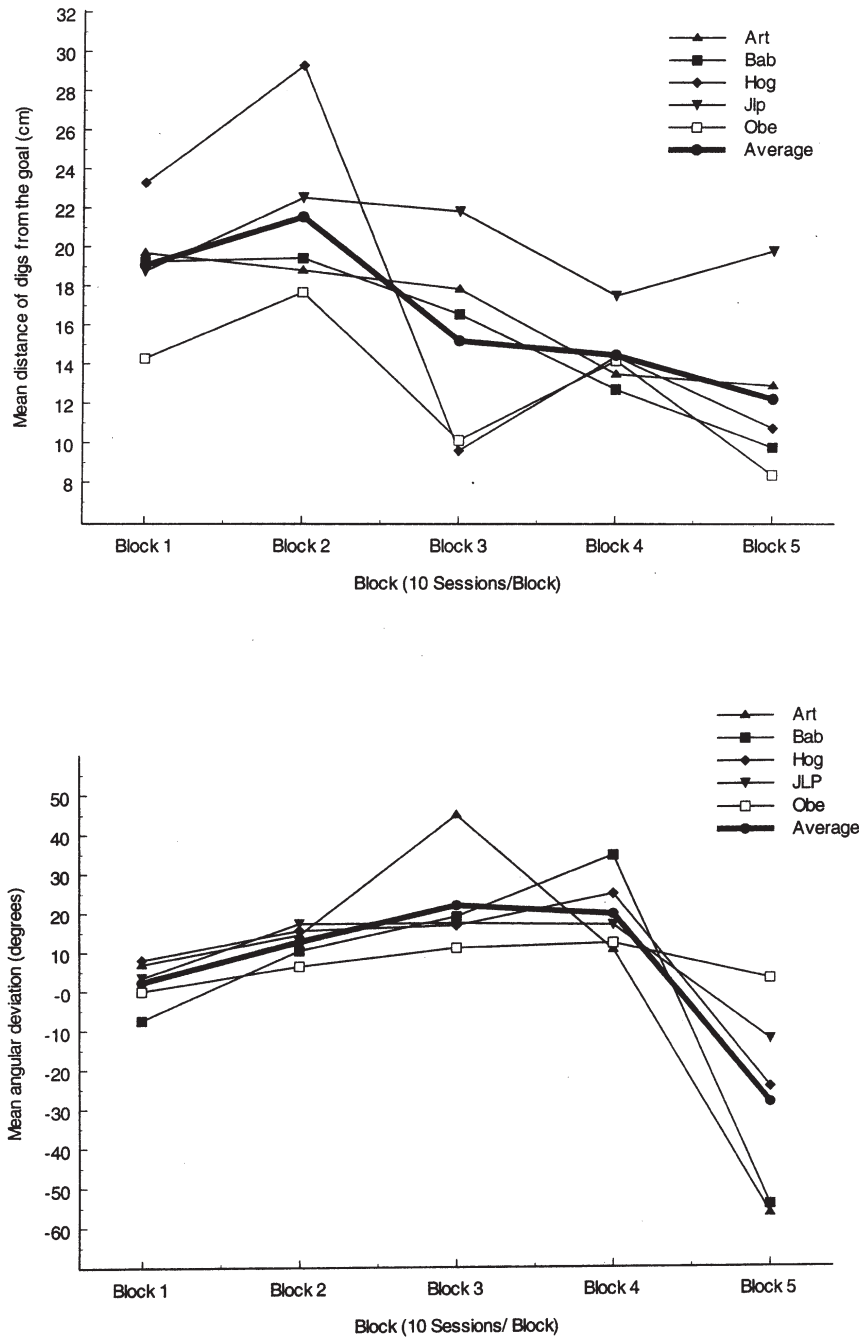 Mean distance of digs from the goal (cm)
32
30
28
26
24
22
20
18
16
14
12
10
8
Art
Bab
Hog
Jlp
Obe
Average
Block 1
Block 2
Block 3
Block 4
Block 5
Block (10 Sessions/Block)
Mean angular deviation (degrees)
50
40
30
20
10
-0
-10
-20
-30
-40
-50
-60
Art
Bab
Hog
JLP
Obe
Average
Block 1
Block 2
Block 3
Block 4
Block 5
Block (10 Sessions/ Block)